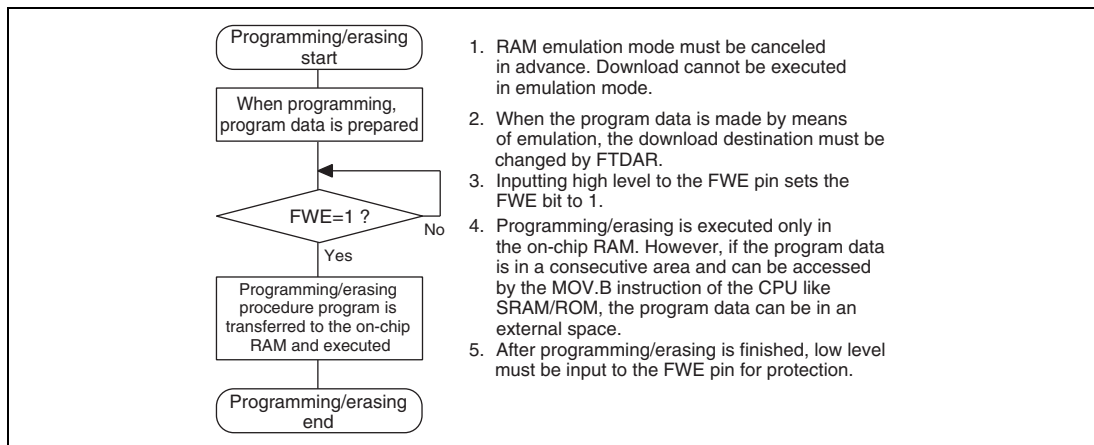 Programming/erasing
start
When programming,
program data is prepared
FWE=1 ?
No
Yes
Programming/erasing
procedure program is
transferred to the on-chip
RAM and executed
Programming/erasing
end
1. RAM emulation mode must be canceled
in advance. Download cannot be executed
in emulation mode.
2. When the program data is made by means
of emulation, the download destination must be
changed by FTDAR.
3. Inputting high level to the FWE pin sets the
FWE bit to 1.
4. Programming/erasing is executed only in
the on-chip RAM. However, if the program data
is in a consecutive area and can be accessed
by the MOV.B instruction of the CPU like
SRAM/ROM, the program data can be in an
external space.
5. After programming/erasing is finished, low level
must be input to the FWE pin for protection.